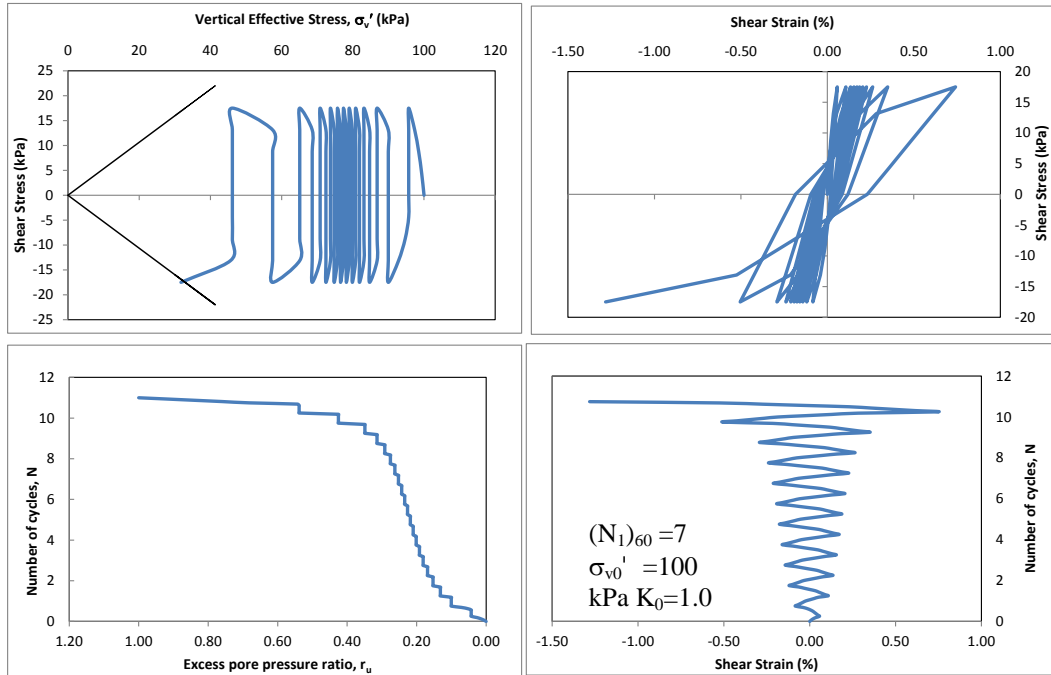 Vertical Effective Stress, σv' (kPa)
0 20 40 60 80 100 120
25
20
15
10
5
0
-5
-10
-15
-20
-25
Shear Stress (kPa)
Shear Strain (%)
-1.50 -1.00 -0.50 0.00 0.50 1.00
20
15
10
5
0
-5
-10
-15
-20
Shear Stress (kPa)
12
10
8
6
4
2
0
Number of cycles, N
1.20 1.00 0.80 0.60 0.40 0.20 0.00
Excess pore pressure ratio, ru
12
10
8
6
4
2
0
Number of cycles, N
(N1)60 =7
σv0' =100
kPa K0=1.0
-1.50 -1.00 -0.50 0.00 0.50 1.00
Shear Strain (%)